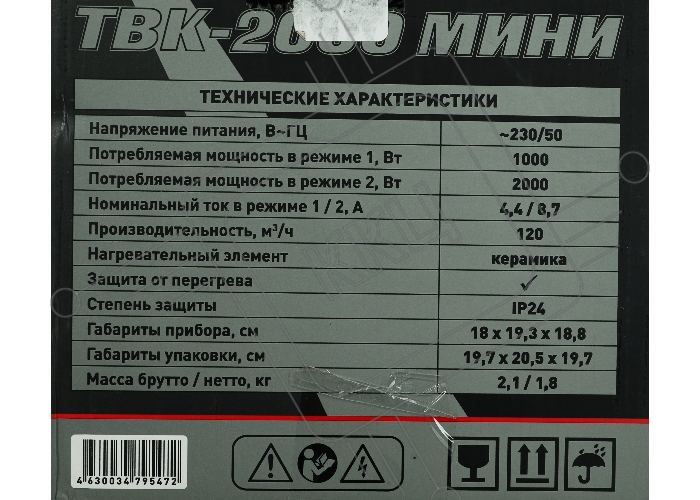 ТВК-2000 МИНИ
ТЕХНИЧЕСКИЕ ХАРАКТЕРИСТИКИ
Напряжение питания, В~ГЦ ~230/50
Потребляемая мощность в режиме 1, Вт 1000
Потребляемая мощность в режиме 2, Вт 2000
Номинальный ток в режиме 1 / 2, А 4,4 / 8,7
Производительность, м³/ч 120
Нагревательный элемент керамика
Защита от перегрева ✓
Степень защиты IP24
Габариты прибора, см 18 x 19,3 x 18,8
Габариты упаковки, см 19,7 x 20,5 x 19,7
Масса брутто / нетто, кг 2,1 / 1,8
4 630034 795472